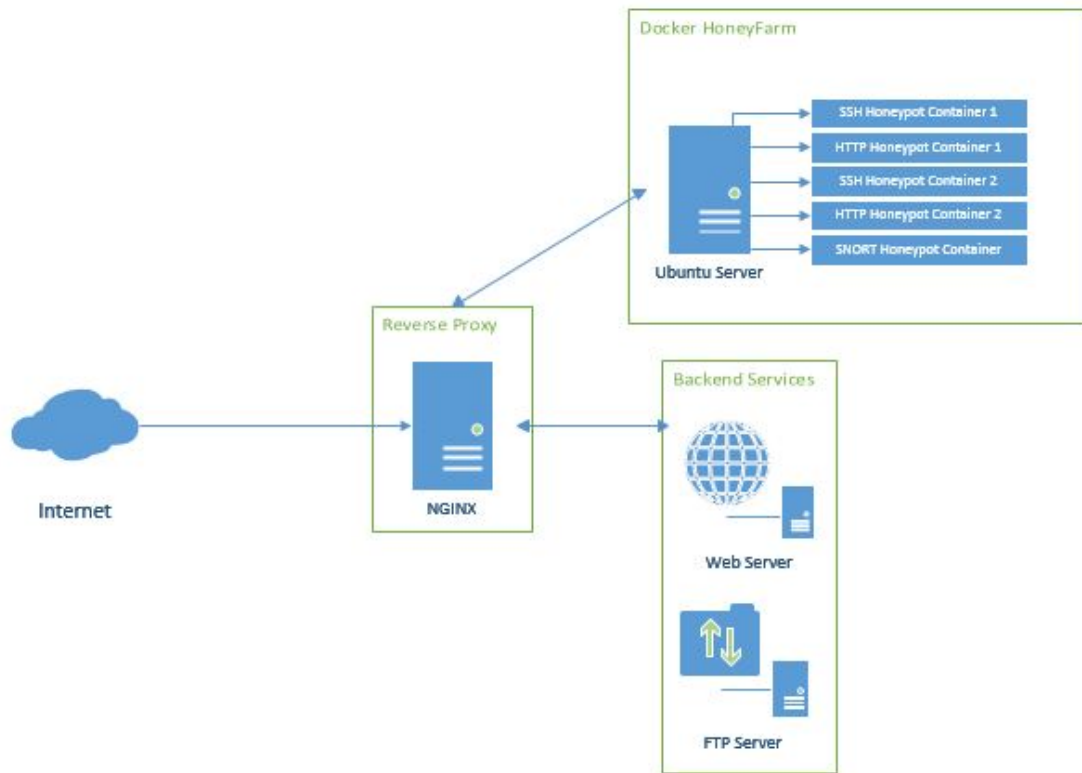 Docker HoneyFarm
SSH Honeypot Container 1
HTTP Honeypot Container 1
SSH Honeypot Container 2
HTTP Honeypot Container 2
SNORT Honeypot Container
Ubuntu Server
Reverse Proxy
NGINX
Internet
Backend Services
Web Server
FTP Server